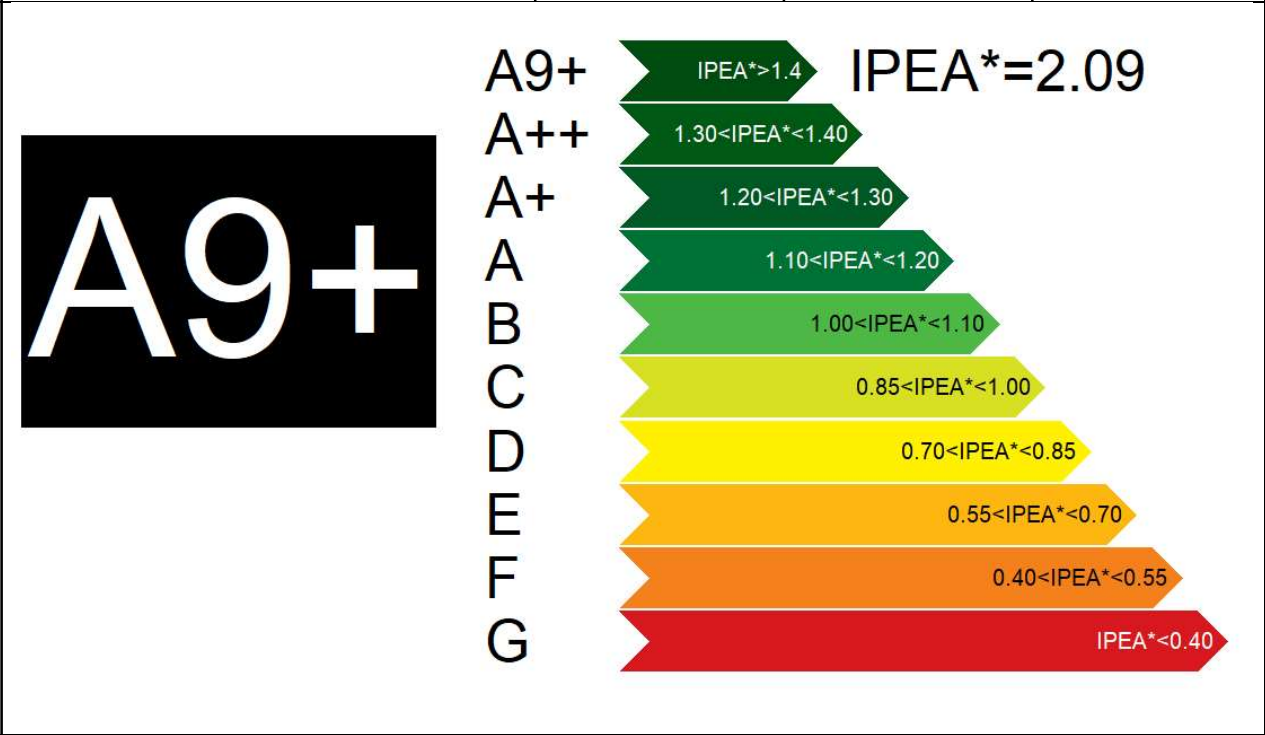 A9+
A9+ IPEA*>1.4 IPEA*=2.09
A++ 1.30<IPEA*<1.40
A+ 1.20<IPEA*<1.30
A 1.10<IPEA*<1.20
B 1.00<IPEA*<1.10
C 0.85<IPEA*<1.00
D 0.70<IPEA*<0.85
E 0.55<IPEA*<0.70
F 0.40<IPEA*<0.55
G IPEA*<0.40